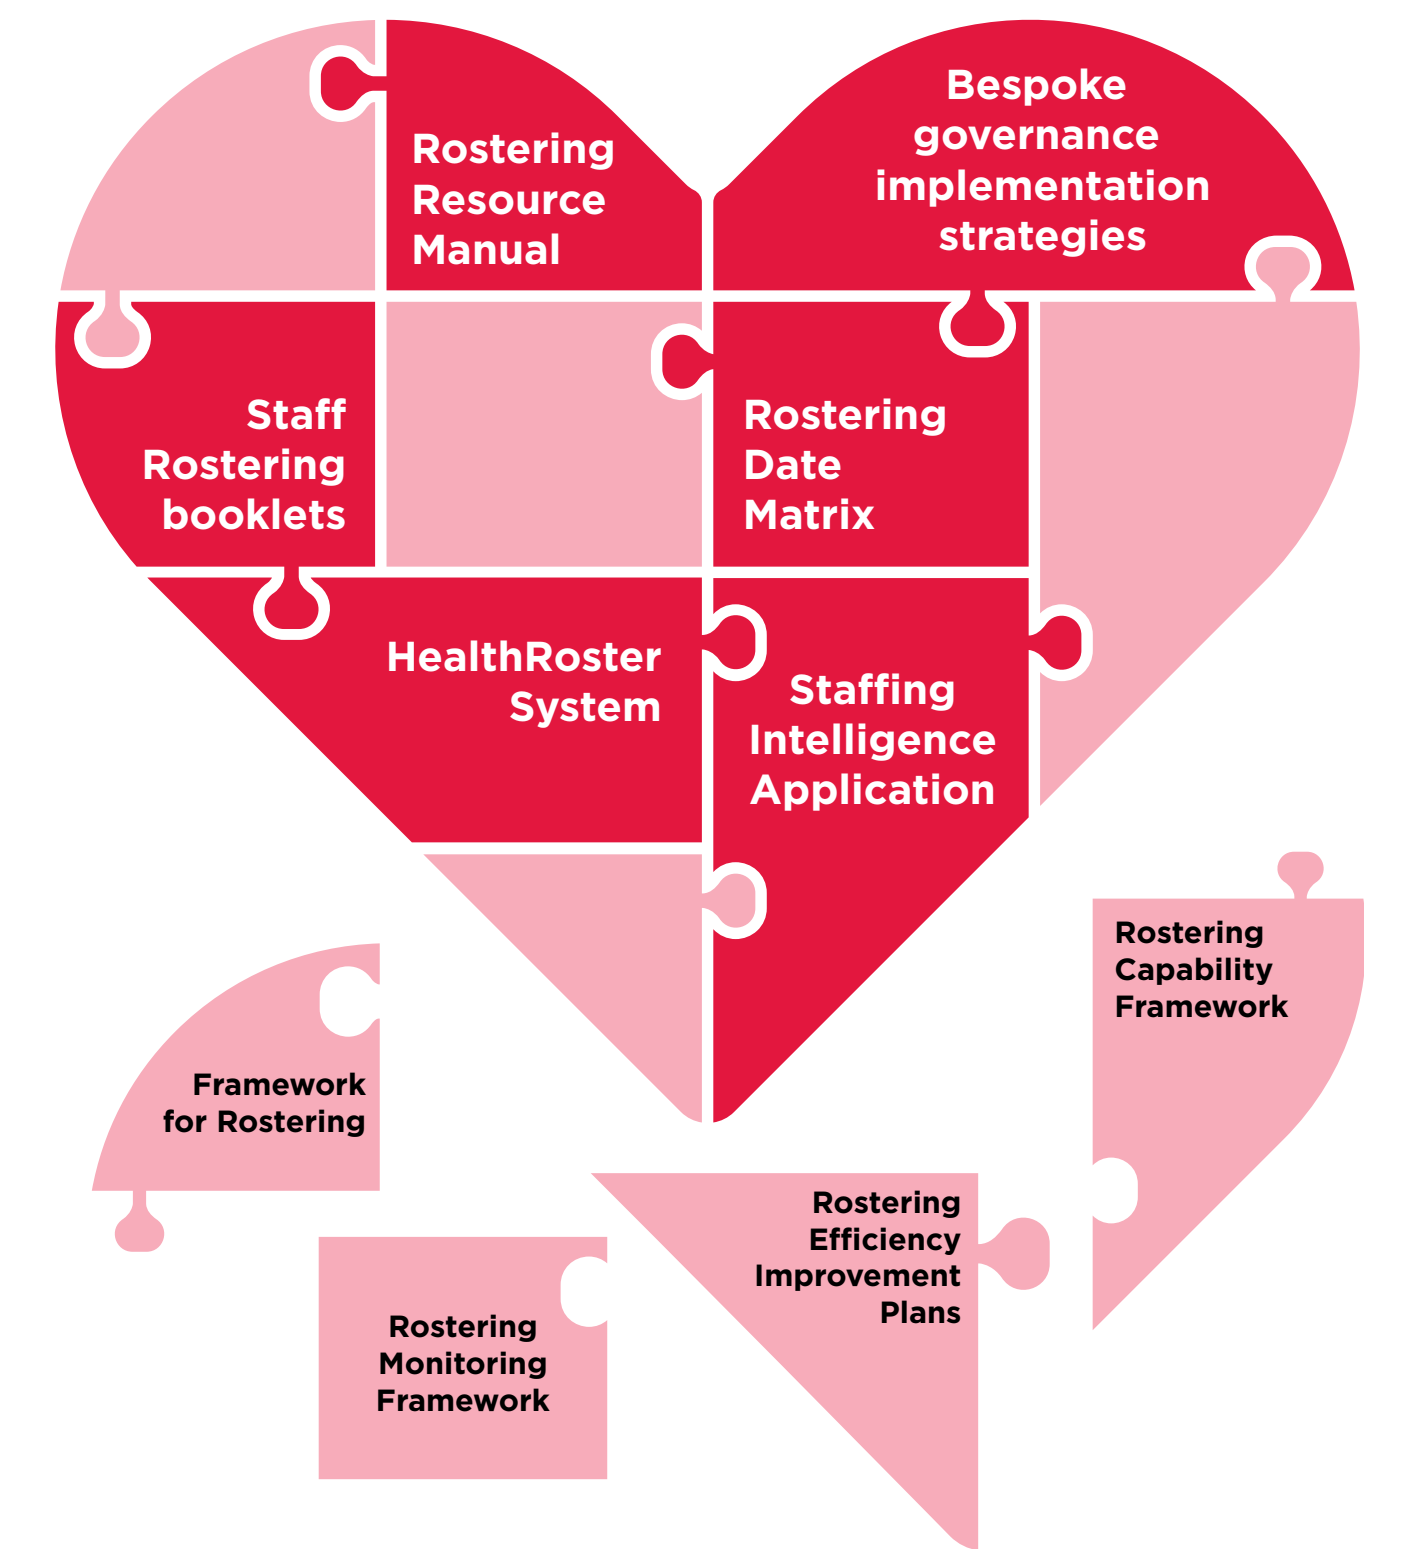 Rostering
Resource
Manual
Bespoke
governance
implementation
strategies
Staff
Rostering
booklets
Rostering
Date
Matrix
HealthRoster
System
Staffing
Intelligence
Application
Rostering
Capability
Framework
Framework
for Rostering
Rostering
Efficiency
Improvement
Plans
Rostering
Monitoring
Framework